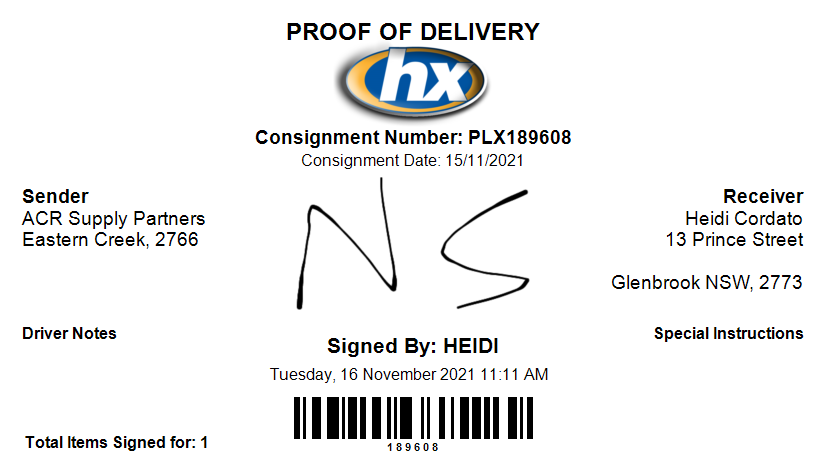 PROOF OF DELIVERY
hx
Consignment Number: PLX189608
Consignment Date: 15/11/2021
Sender
ACR Supply Partners
Eastern Creek, 2766
Receiver
Heidi Cordato
13 Prince Street
Glenbrook NSW, 2773
NS
Driver Notes
Special Instructions
Signed By: HEIDI
Tuesday, 16 November 2021 11:11 AM
189608
Total Items Signed for: 1